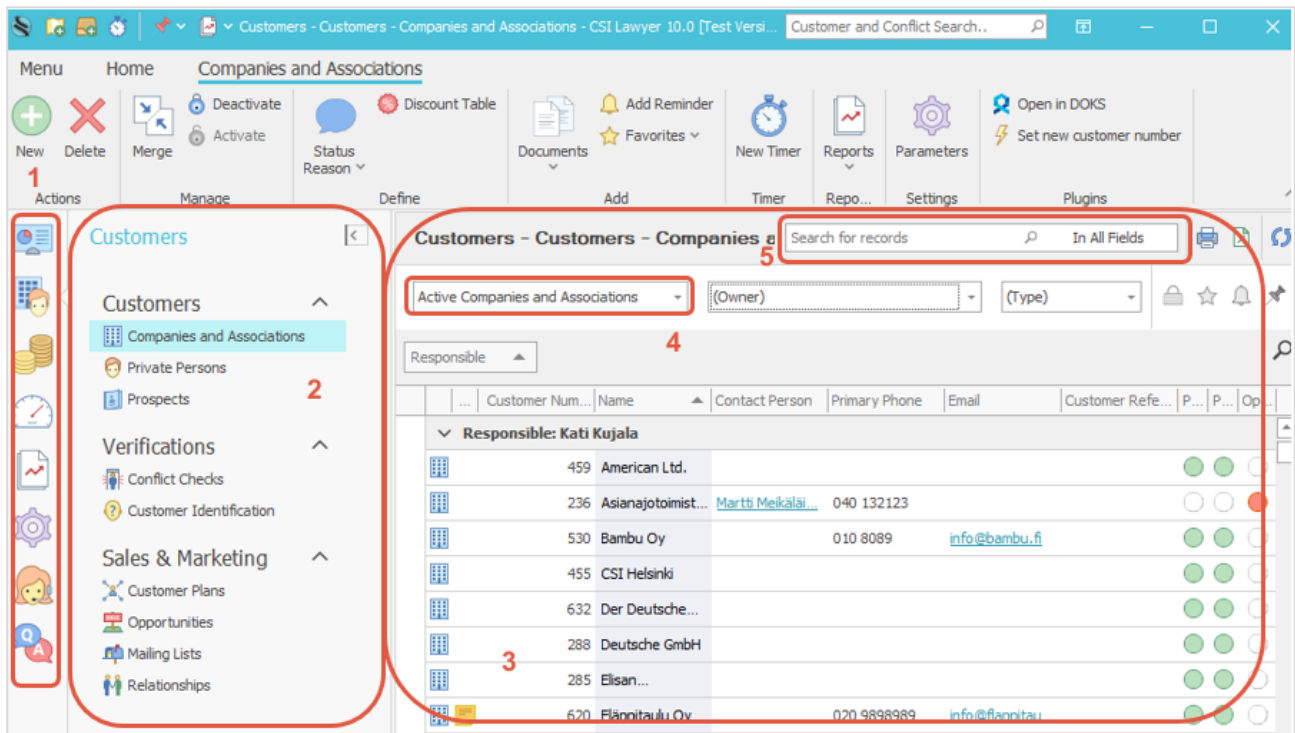 Customers - Customers - Companies and Associations - CSI Lawyer 10.0 [Test Versi... Customer and Conflict Search..
Menu Home Companies and Associations
New Delete Merge Deactivate Activate Status Reason Discount Table Documents Add Reminder Favorites New Timer Reports Parameters Open in DOKS Set new customer number
1
Actions Manage Define Add Timer Repo... Settings Plugins
Customers
Customers
Companies and Associations
Private Persons
Prospects
2
Verifications
Conflict Checks
Customer Identification
Sales & Marketing
Customer Plans
Opportunities
Mailing Lists
Relationships
Q
A
Customers - Customers - Companies a
Search for records In All Fields
5
Active Companies and Associations (Owner) (Type)
4
Responsible
... Customer Num... Name Contact Person Primary Phone Email Customer Refe... P... P... Op...
Responsible: Kati Kujala
459 American Ltd.
236 Asianajotoimist... Martti Meikäläi... 040 132123
530 Bambu Oy 010 8089 info@bambu.fi
455 CSI Helsinki
632 Der Deutsche...
288 Deutsche GmbH
3
285 Elisan...
620 Fläppitaulu Oy 020 9898989 info@flappitau